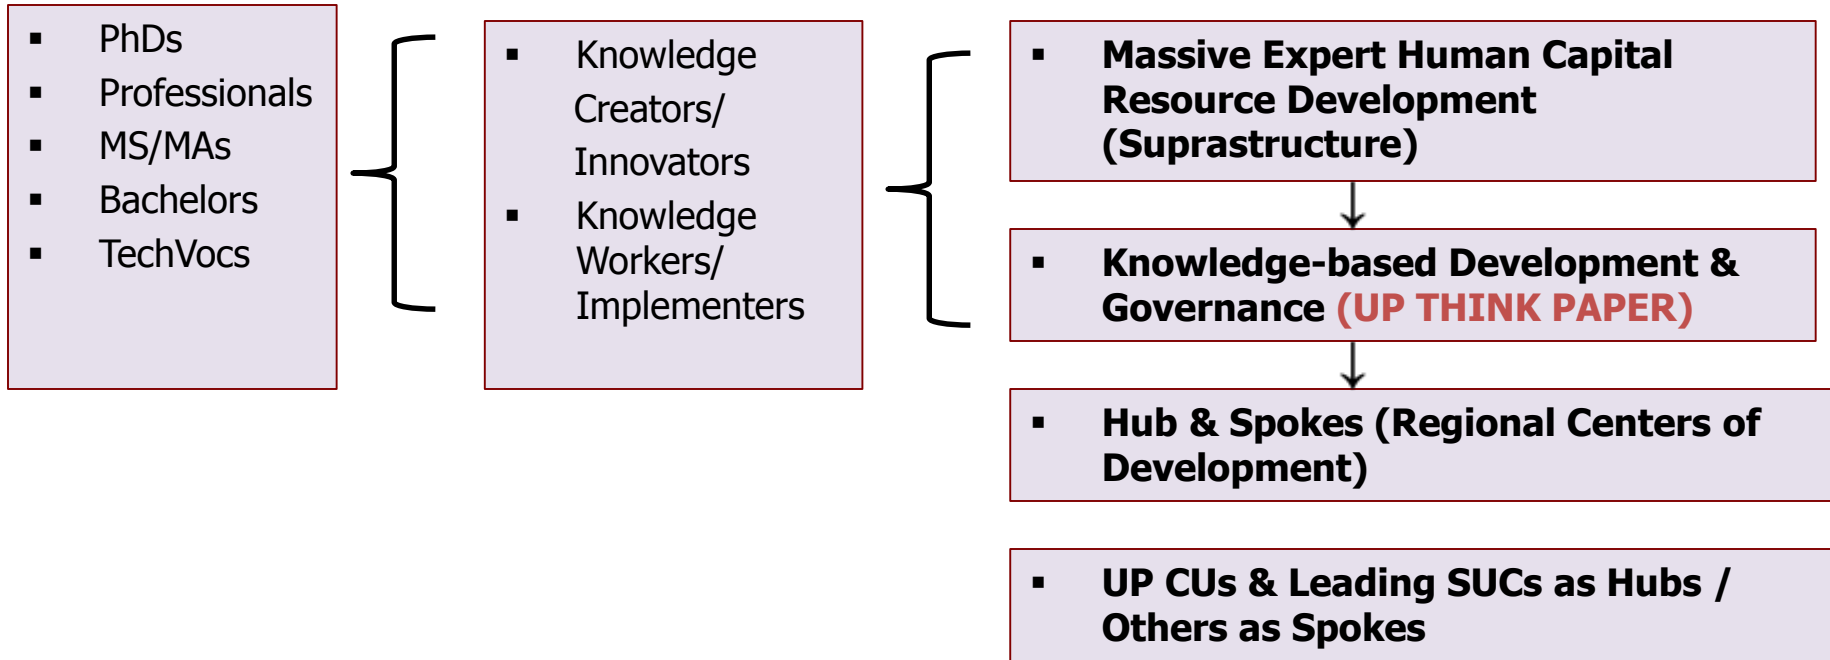 ▪ PhDs
▪ Professionals
▪ MS/MAs
▪ Bachelors
▪ TechVocs
▪ Knowledge
Creators/
Innovators
▪ Knowledge
Workers/
Implementers
▪ Massive Expert Human Capital
Resource Development
(Suprastructure)
▪ Knowledge-based Development &
Governance (UP THINK PAPER)
▪ Hub & Spokes (Regional Centers of
Development)
▪ UP CUs & Leading SUCs as Hubs /
Others as Spokes